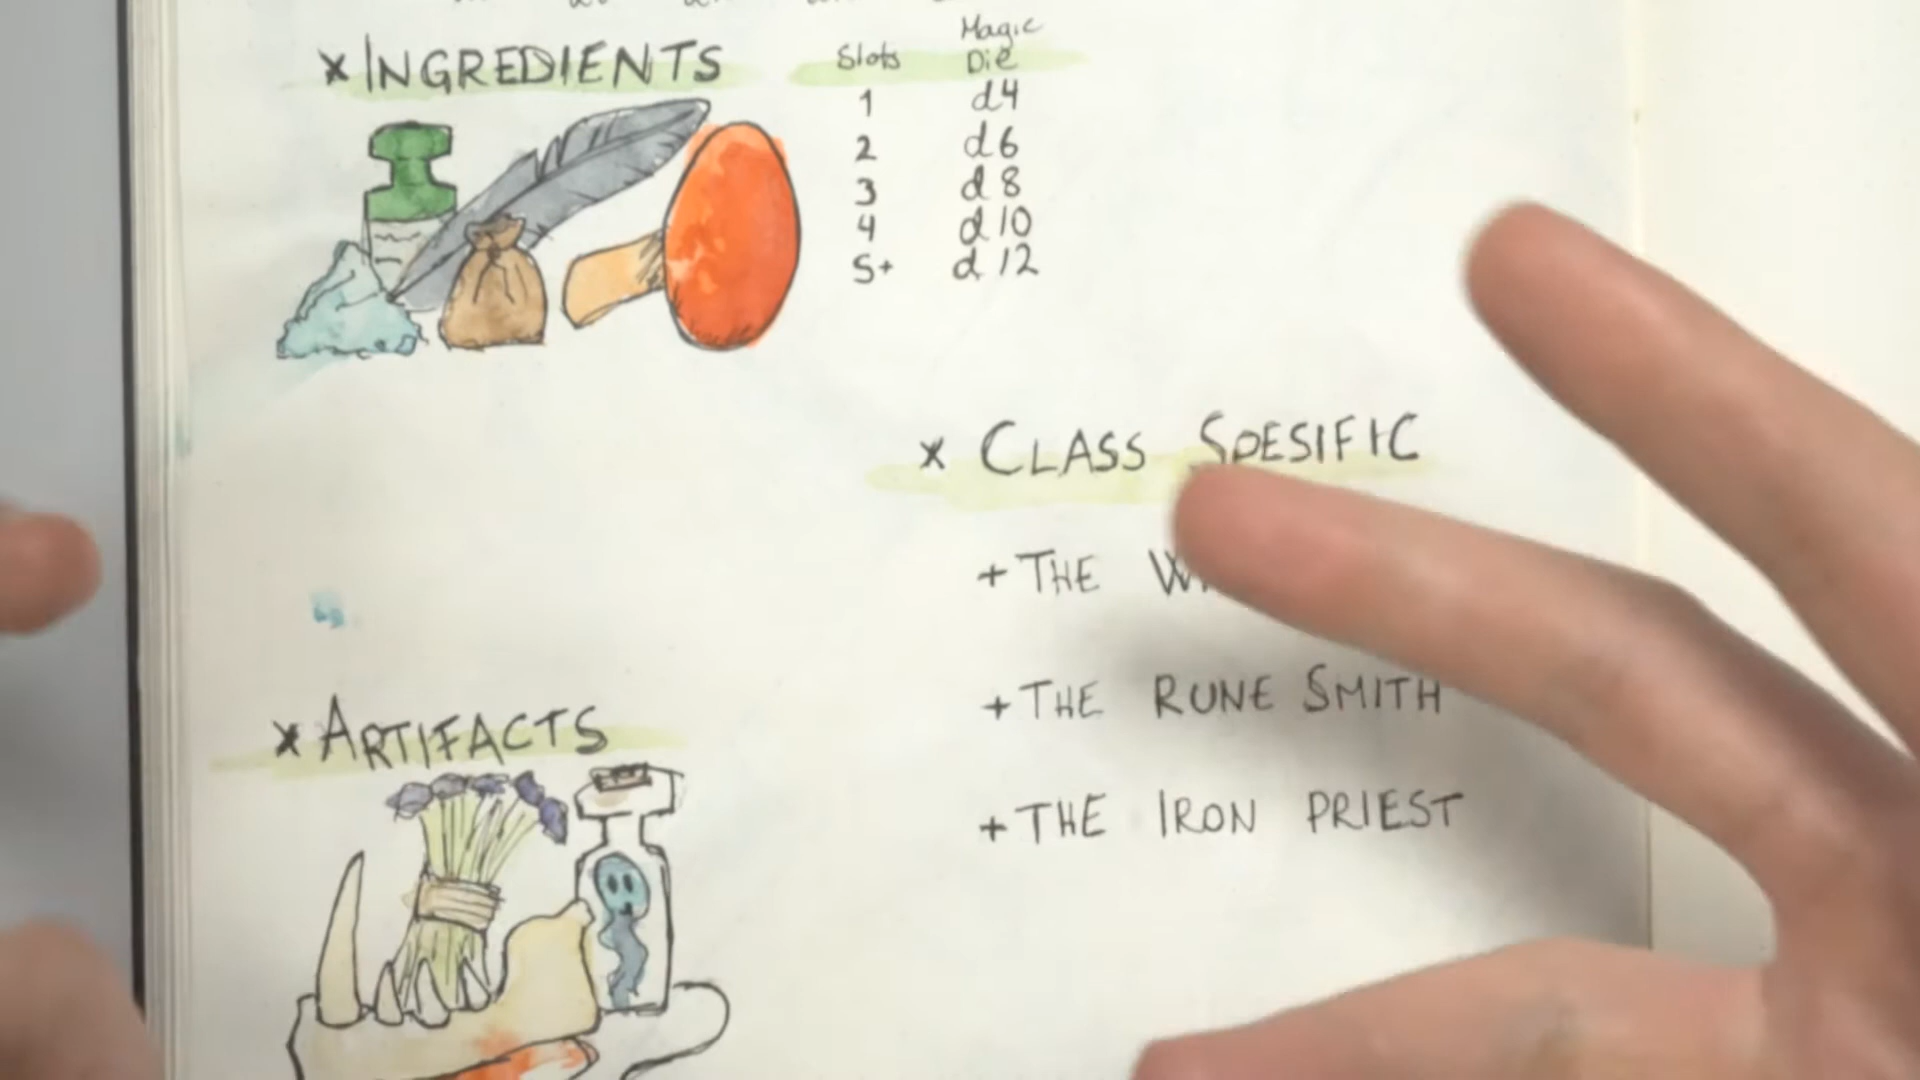 x INGREDIENTS
Slots Magic Die
1 d4
2 d6
3 d8
4 d10
5+ d12
x CLASS SPESIFIC
+ THE
+ THE RUNE SMITH
+ THE IRON PRIEST
x ARTIFACTS